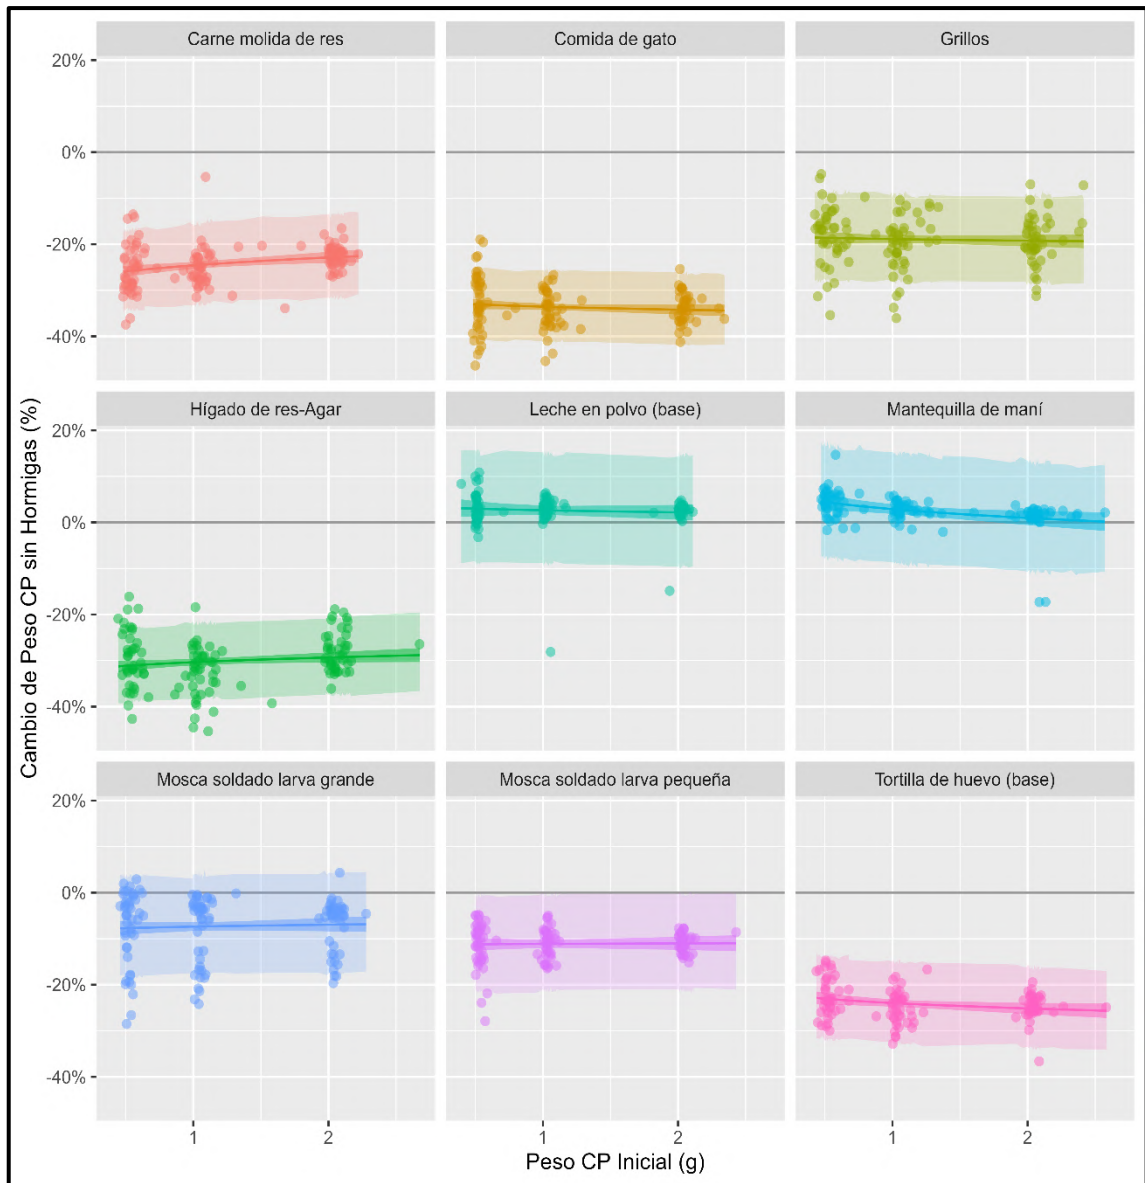 Carne molida de res
Comida de gato
Grillos
20%
0%
-20%
-40%
Hígado de res-Agar
Leche en polvo (base)
Mantequilla de maní
20%
0%
-20%
-40%
Mosca soldado larva grande
Mosca soldado larva pequeña
Tortilla de huevo (base)
20%
0%
-20%
-40%
Cambio de Peso CP sin Hormigas (%)
1
2
1
2
1
2
Peso CP Inicial (g)